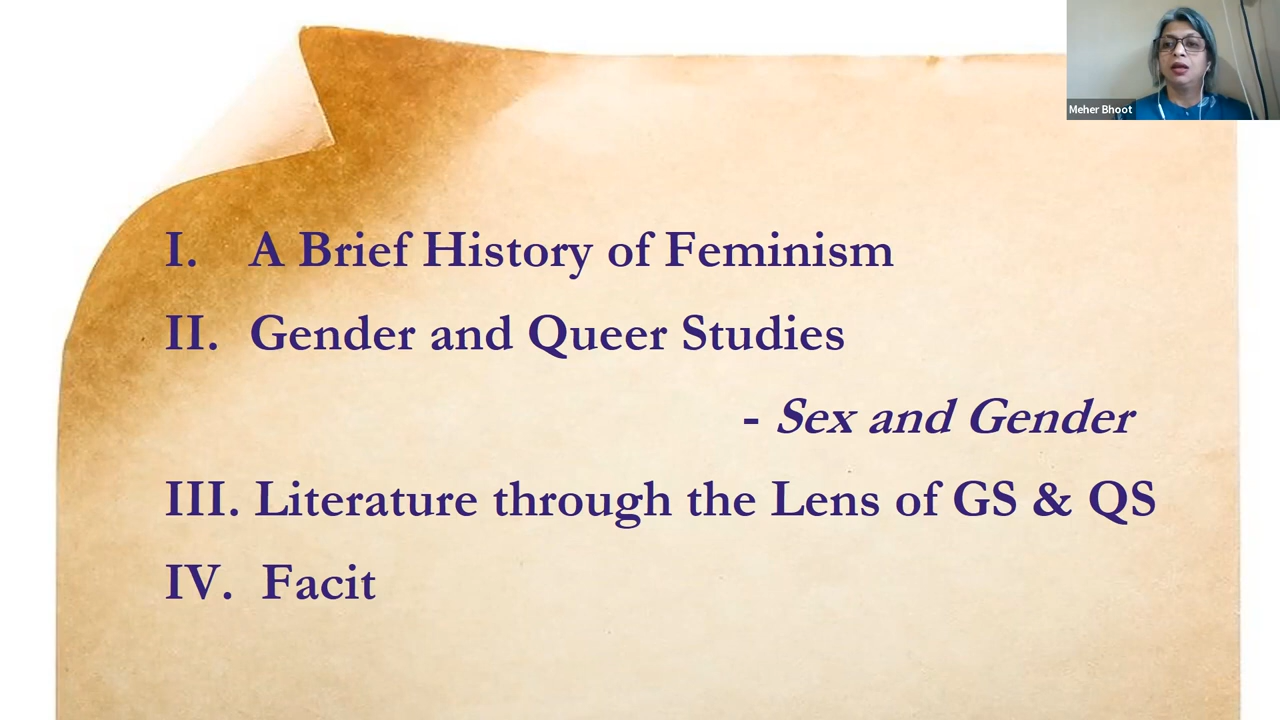 Meher Bhoot
I. A Brief History of Feminism
II. Gender and Queer Studies
- Sex and Gender
III. Literature through the Lens of GS & QS
IV. Facit